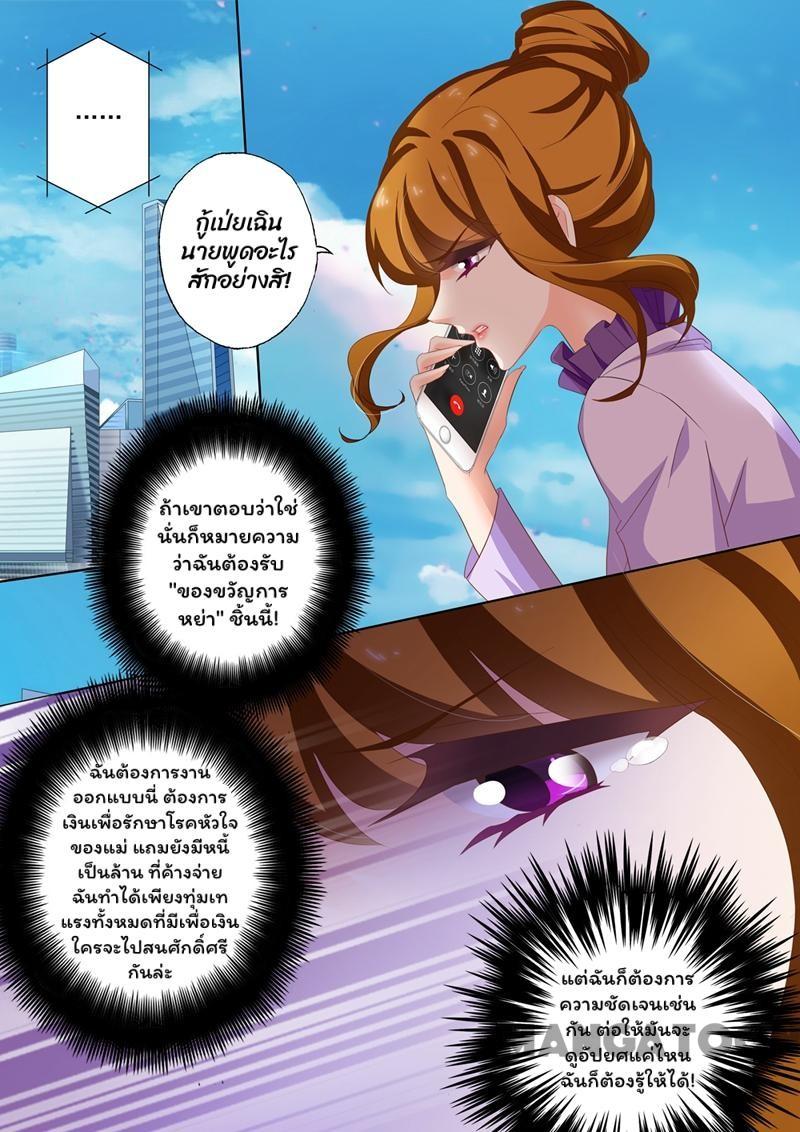 ......
กู้เป่ยเฉิน
นายพูดอะไร
สักอย่างสิ!
ถ้าเขาตอบว่าใช่
นั่นก็หมายความ
ว่าฉันต้องรับ
"ของขวัญการ
หย่า" ชิ้นนี้!
ฉันต้องการงาน
ออกแบบนี่ ต้องการ
เงินเพื่อรักษาโรคหัวใจ
ของแม่ แถมยังมีหนี้
เป็นล้าน ที่ค้างจ่าย
ฉันทำได้เพียงทุ่มเท
แรงทั้งหมดที่มีเพื่อเงิน
ใครจะไปสนศักดิ์ศรี
กันล่ะ
แต่ฉันก็ต้องการ
ความชัดเจนเช่น
กัน ต่อให้มันจะ
ดูอัปยศแค่ไหน
ฉันก็ต้องรู้ให้ได้!
MANGATOON